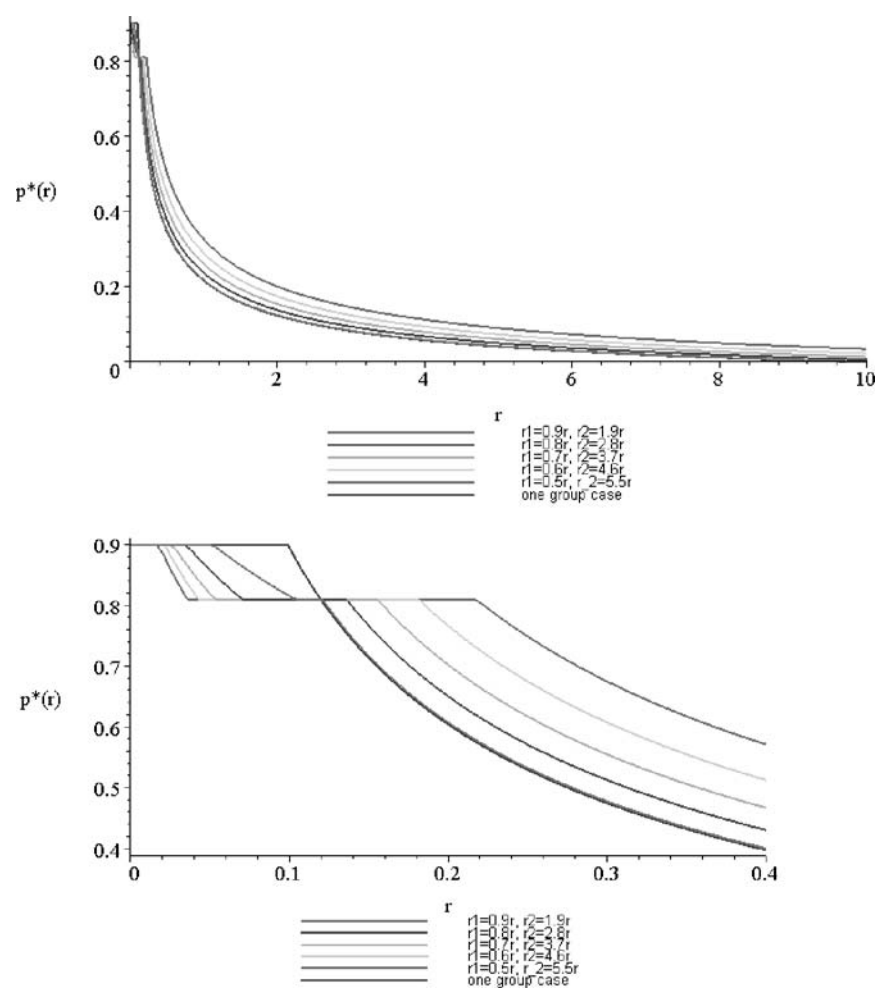 0.8
0.6
p*(r)
0.4
0.2
0
2
4
6
8
10
r
r1=0.9r, r2=1.9r
r1=0.8r, r2=2.8r
r1=0.7r, r2=3.7r
r1=0.6r, r2=4.6r
r1=0.5r, r_2=5.5r
one group case
0.9
0.8
0.7
p*(r)
0.6
0.5
0.4
0
0.1
0.2
0.3
0.4
r
r1=0.9r, r2=1.9r
r1=0.8r, r2=2.8r
r1=0.7r, r2=3.7r
r1=0.6r, r2=4.6r
r1=0.5r, r_2=5.5r
one group case